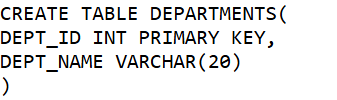 CREATE TABLE DEPARTMENTS(
DEPT_ID INT PRIMARY KEY,
DEPT_NAME VARCHAR(20)
)